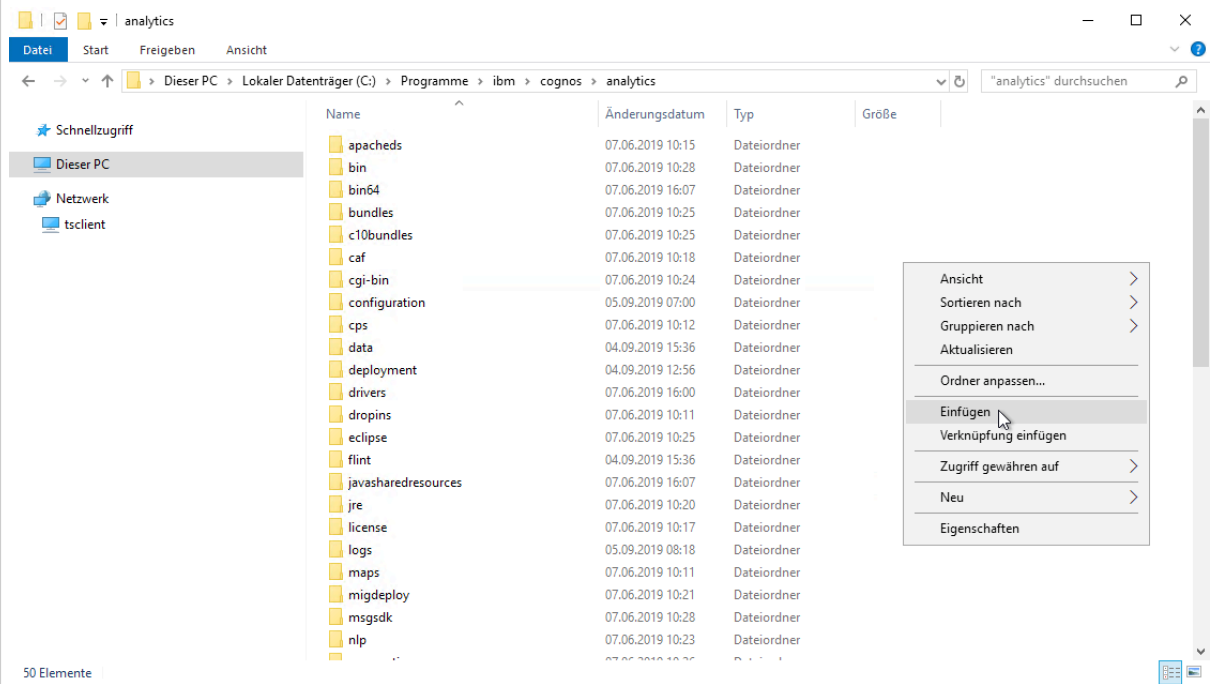 analytics
Datei Start Freigeben Ansicht
Dieser PC Lokaler Datenträger (C:) Programme ibm cognos analytics "analytics" durchsuchen
Name Änderungsdatum Typ Größe
Schnellzugriff
Dieser PC
Netzwerk
tsclient
apacheds 07.06.2019 10:15 Dateiordner
bin 07.06.2019 10:28 Dateiordner
bin64 07.06.2019 16:07 Dateiordner
bundles 07.06.2019 10:25 Dateiordner
c10bundles 07.06.2019 10:25 Dateiordner
caf 07.06.2019 10:18 Dateiordner
cgi-bin 07.06.2019 10:24 Dateiordner
configuration 05.09.2019 07:00 Dateiordner
cps 07.06.2019 10:12 Dateiordner
data 04.09.2019 15:36 Dateiordner
deployment 04.09.2019 12:56 Dateiordner
drivers 07.06.2019 16:00 Dateiordner
dropins 07.06.2019 10:11 Dateiordner
eclipse 07.06.2019 10:25 Dateiordner
flint 04.09.2019 15:36 Dateiordner
javasharedresources 07.06.2019 16:07 Dateiordner
jre 07.06.2019 10:20 Dateiordner
license 07.06.2019 10:17 Dateiordner
logs 05.09.2019 08:18 Dateiordner
maps 07.06.2019 10:11 Dateiordner
migdeploy 07.06.2019 10:21 Dateiordner
msgsdk 07.06.2019 10:28 Dateiordner
nlp 07.06.2019 10:23 Dateiordner
Ansicht
Sortieren nach
Gruppieren nach
Aktualisieren
Ordner anpassen...
Einfügen
Verknüpfung einfügen
Zugriff gewähren auf
Neu
Eigenschaften
50 Elemente